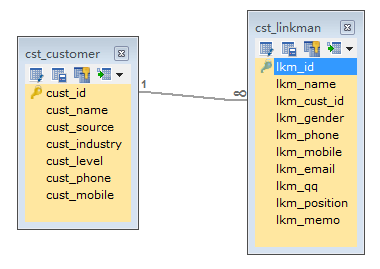 cst_customer
cust_id
cust_name
cust_source
cust_industry
cust_level
cust_phone
cust_mobile
1
∞
cst_linkman
lkm_id
lkm_name
lkm_cust_id
lkm_gender
lkm_phone
lkm_mobile
lkm_email
lkm_qq
lkm_position
lkm_memo